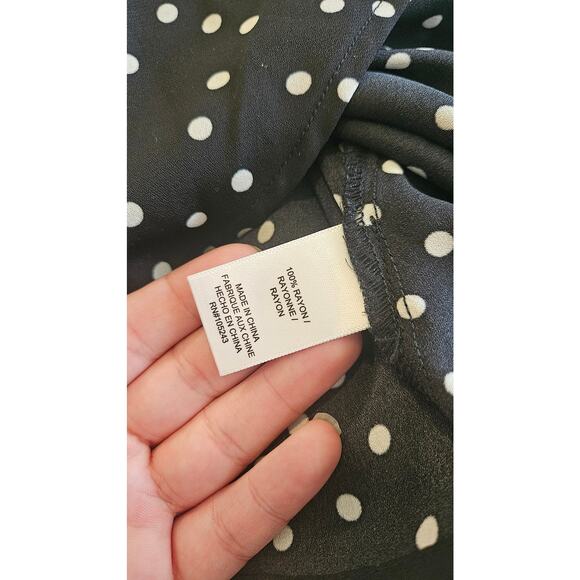 100% RAYON/
RAYONNE /
RAYON
MADE IN CHINA
FABRIQUE AUX CHINE
HECHO EN CHINA
RN#105243